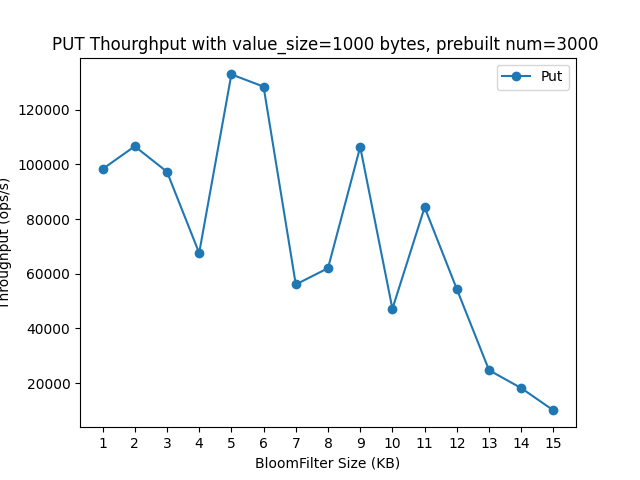 PUT Thourghput with value_size=1000 bytes, prebuilt num=3000
Put
Throughput (ops/s)
120000
100000
80000
60000
40000
20000
1 2 3 4 5 6 7 8 9 10 11 12 13 14 15
BloomFilter Size (KB)